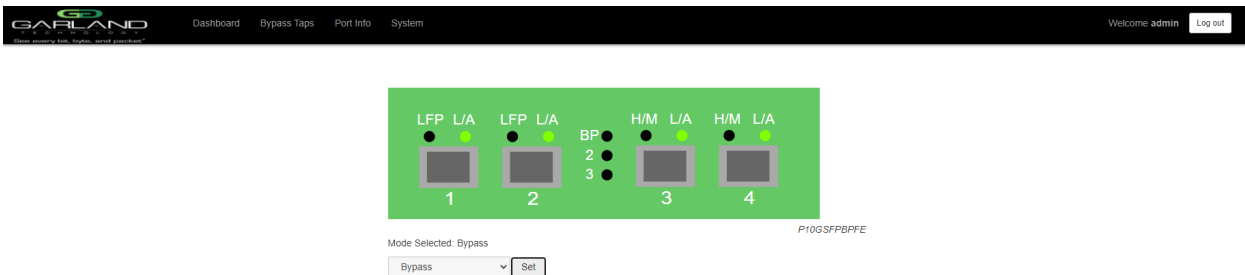 GARLAND
TECHNOLOGY
See every bit, byte, and packet.®
Dashboard Bypass Taps Port Info System
Welcome admin Log out
LFP L/A LFP L/A H/M L/A H/M L/A
BP
2
3
1 2 3 4
P10GSFPBPFE
Mode Selected: Bypass
Bypass Set